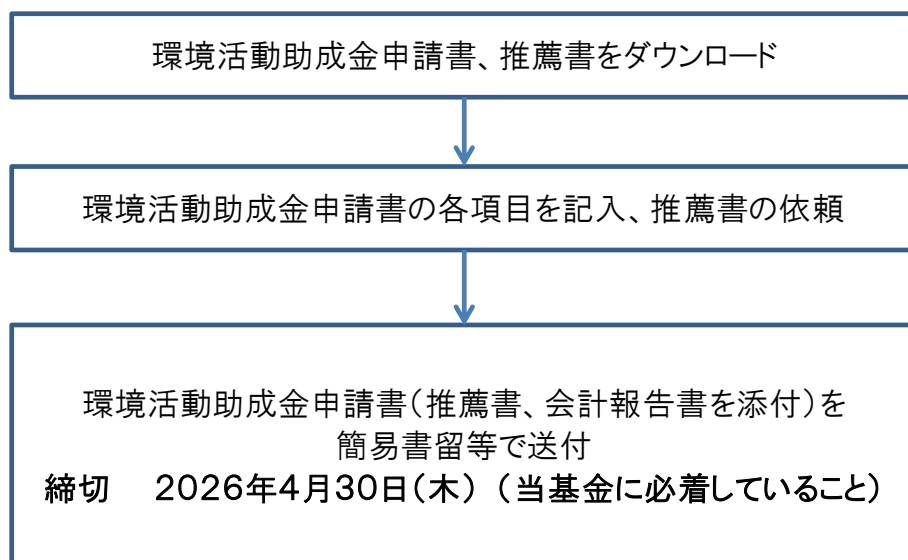 環境活動助成金申請書、推薦書をダウンロード
環境活動助成金申請書の各項目を記入、推薦書の依頼
環境活動助成金申請書(推薦書、会計報告書を添付)を
簡易書留等で送付
締切　2026年4月30日(木) (当基金に必着していること)